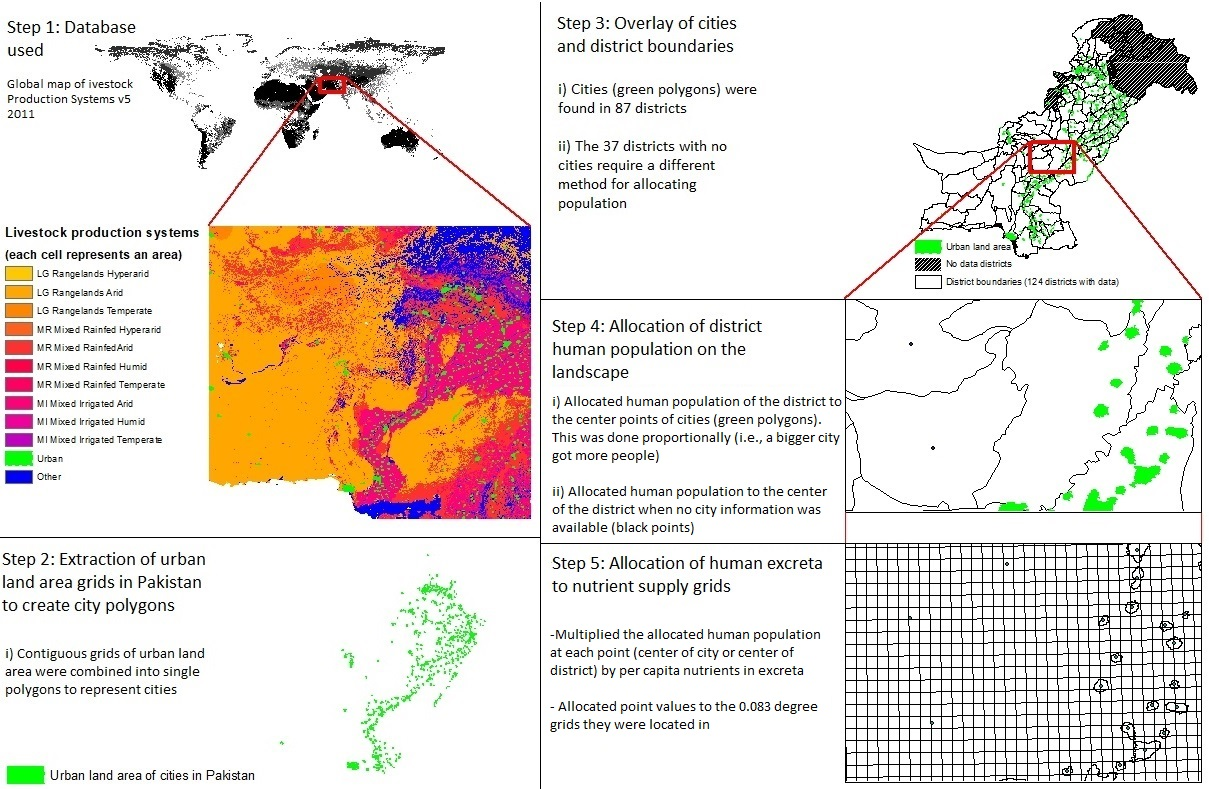 Step 1: Database
used
Global map of ivestock
Production Systems v5
2011
Livestock production systems
(each cell represents an area)
LG Rangelands Hyperarid
LG Rangelands Arid
LG Rangelands Temperate
MR Mixed Rainfed Hyperarid
MR Mixed RainfedArid
MR Mixed Rainfed Humid
MR Mixed Rainfed Temperate
MI Mixed Irrigated Arid
MI Mixed Irrigated Humid
MI Mixed Irrigated Temperate
Urban
Other
Step 2: Extraction of urban
land area grids in Pakistan
to create city polygons
i) Contiguous grids of urban land
area were combined into single
polygons to represent cities
Urban land area of cities in Pakistan
Step 3: Overlay of cities
and district boundaries
i) Cities (green polygons) were
found in 87 districts
ii) The 37 districts with no
cities require a different
method for allocating
population
Urban land area
No data districts
District boundaries (124 districts with data)
Step 4: Allocation of district
human population on the
landscape
i) Allocated human population of the district to
the center points of cities (green polygons).
This was done proportionally (i.e., a bigger city
got more people)
ii) Allocated human population to the center
of the district when no city information was
available (black points)
Step 5: Allocation of human excreta
to nutrient supply grids
-Multiplied the allocated human population
at each point (center of city or center of
district) by per capita nutrients in excreta
- Allocated point values to the 0.083 degree
grids they were located in